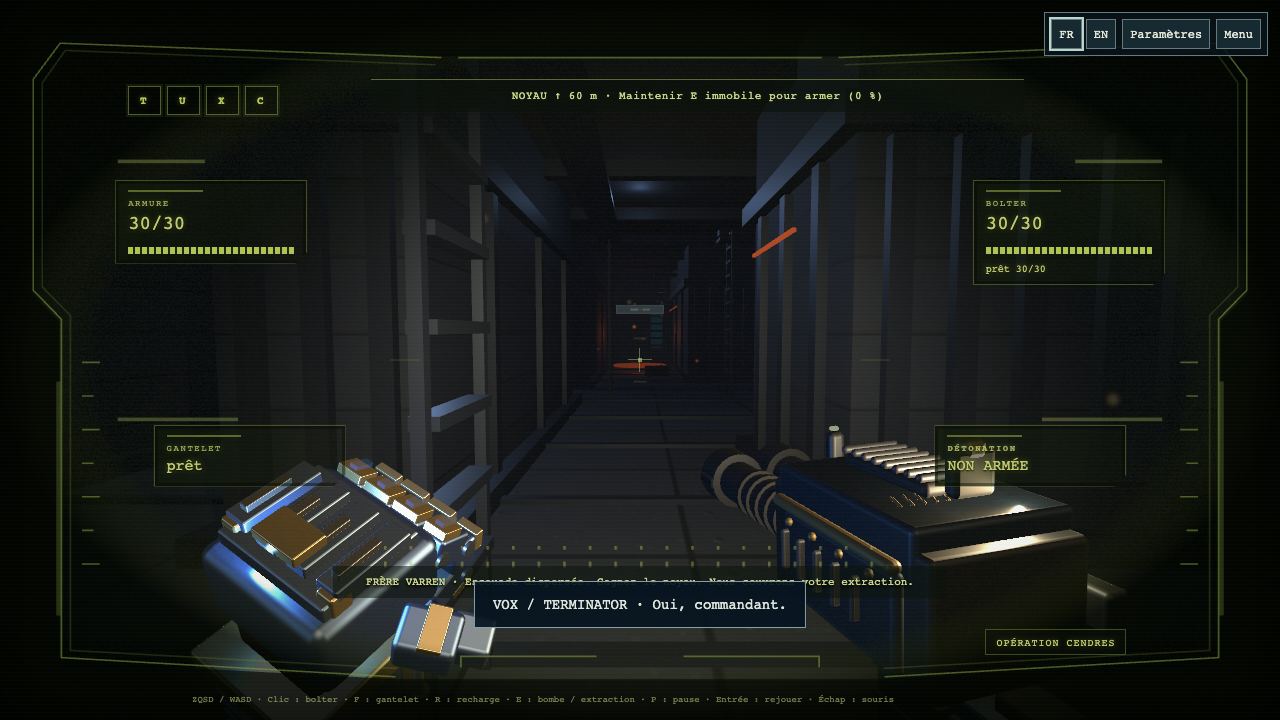 FR EN Paramètres Menu
T U X C
NOYAU ↑ 60 m · Maintenir E immobile pour armer (0 %)
ARMURE
30/30
BOLTER
30/30
prêt 30/30
GANTELET
prêt
DÉTONATION
NON ARMÉE
FRÈRE VARREN · votre extraction.
VOX / TERMINATOR · Oui, commandant.
OPÉRATION CENDRES
ZQSD / WASD · Clic : bolter · F : gantelet · R : recharge · E : bombe / extraction · P : pause · Entrée : rejouer · Échap : souris